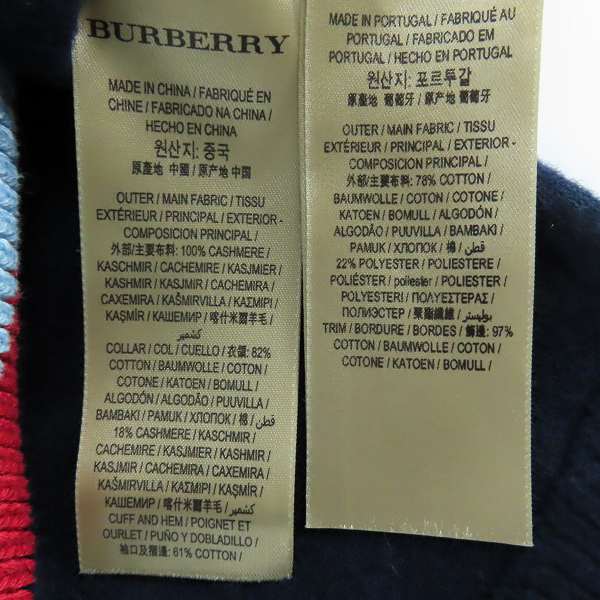 BURBERRY
MADE IN CHINA / FABRIQUÉ EN
CHINE / FABRICADO NA CHINA /
HECHO EN CHINA
원산지: 중국
原產地 中國 / 原产地 中国
OUTER / MAIN FABRIC / TISSU
EXTÉRIEUR / PRINCIPAL / EXTERIOR -
COMPOSICION PRINCIPAL /
外部/主要布料: 100% CASHMERE /
KASCHMIR / CACHEMIRE / KASJMIER /
KASHMIR / KASJMIR / CACHEMIRA /
CAXEMIRA / KAŠMIRVILLA / ΚΑΣΜΙΡΙ /
KAŞMİR / КАШЕМИР / 喀什米爾羊毛 /
كشمير
COLLAR / COL / CUELLO / 衣領: 82%
COTTON / BAUMWOLLE / COTON /
COTONE / KATOEN / BOMULL /
ALGODÓN / ALGODÃO / PUUVILLA /
BAMBAKI / PAMUK / ХЛОПОК / 棉 / قطن /
18% CASHMERE / KASCHMIR /
CACHEMIRE / KASJMIER / KASHMIR /
KASJMIR / CACHEMIRA / CAXEMIRA /
KAŠMIRVILLA / ΚΑΣΜΙΡΙ / KAŞMİR /
КАШЕМИР / 喀什米爾羊毛 / كشمير
CUFF AND HEM / POIGNET ET
OURLET / PUÑO Y DOBLADILLO /
袖口及摺邊: 61% COTTON /
MADE IN PORTUGAL / FABRIQUÉ AU
PORTUGAL / FABRICADO EM
PORTUGAL / HECHO EN PORTUGAL
원산지: 포르투갈
原產地 葡萄牙 / 原产地 葡萄牙
OUTER / MAIN FABRIC / TISSU
EXTÉRIEUR / PRINCIPAL / EXTERIOR -
COMPOSICION PRINCIPAL /
外部/主要布料: 78% COTTON /
BAUMWOLLE / COTON / COTONE /
KATOEN / BOMULL / ALGODÓN /
ALGODÃO / PUUVILLA / BAMBAKI /
PAMUK / ХЛОПОК / 棉 / قطن /
22% POLYESTER / POLIESTERE /
POLIÉSTER / poliester / POLYESTER /
POLYESTERI / ΠΟΛΥΕΣΤΕΡΑΣ /
ПОЛИЭСТЕР / 聚酯纖維 / بوليستر
TRIM / BORDURE / BORDES / 飾邊: 97%
COTTON / BAUMWOLLE / COTON /
COTONE / KATOEN / BOMULL /